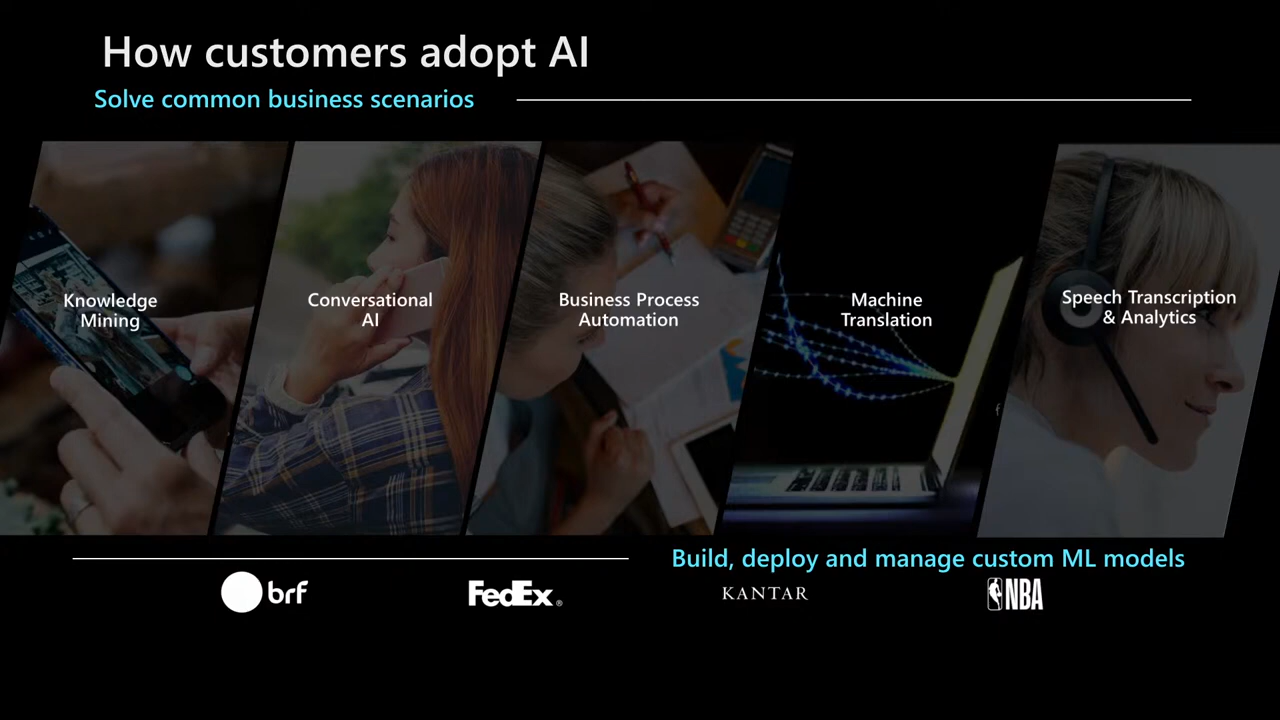 How customers adopt AI
Solve common business scenarios
Knowledge
Mining
Conversational
AI
Business Process
Automation
Machine
Translation
Speech Transcription
& Analytics
Build, deploy and manage custom ML models
brf
FedEx®
KANTAR
NBA